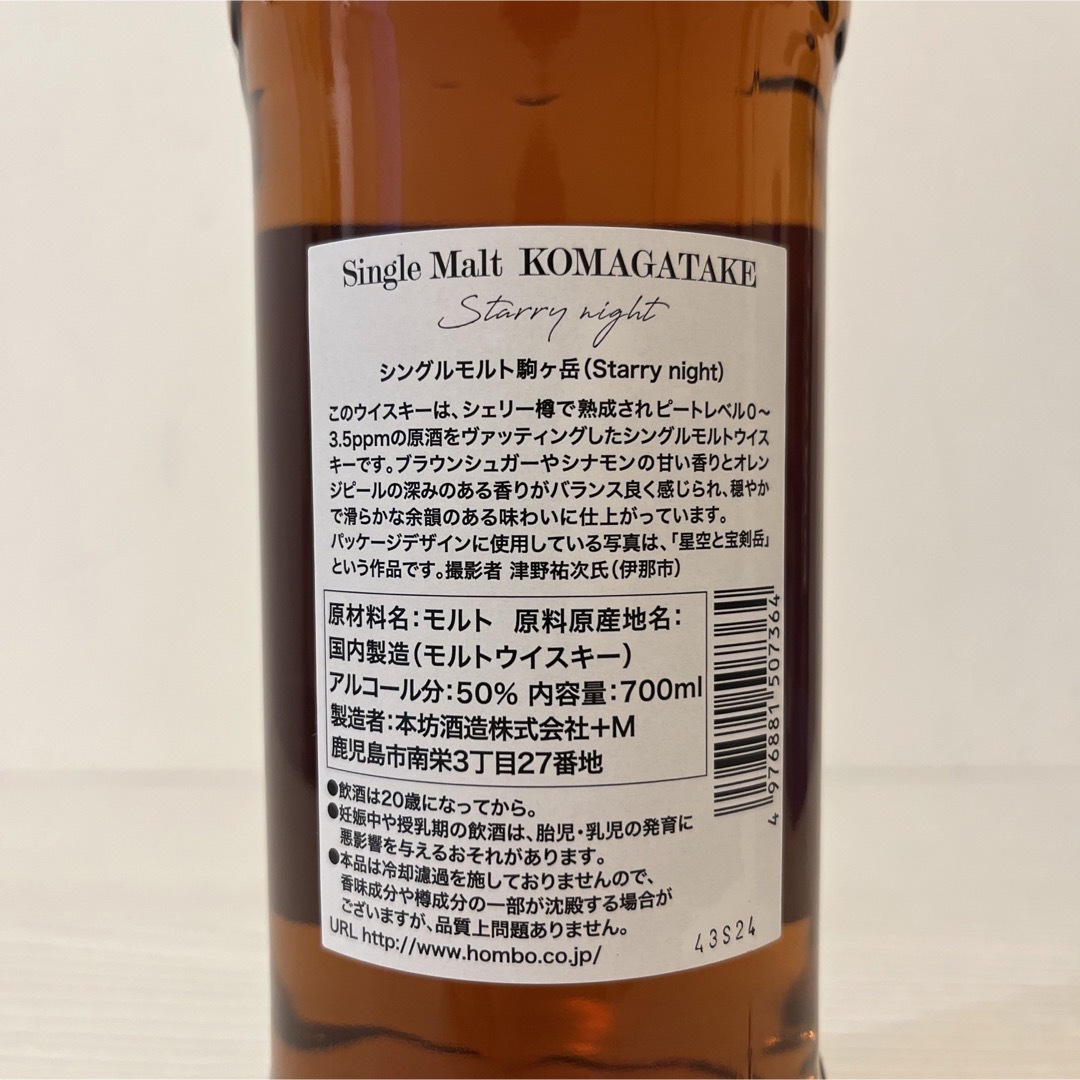 Single Malt KOMAGATAKE
Starry night
シングルモルト駒ヶ岳(Starry night)
このウイスキーは、シェリー樽で熟成されピートレベル0〜
3.5ppmの原酒をヴァッティングしたシングルモルトウイス
キーです。ブラウンシュガーやシナモンの甘い香りとオレン
ジピールの深みのある香りがバランス良く感じられ、穏やか
で滑らかな余韻のある味わいに仕上がっています。
パッケージデザインに使用している写真は、「星空と宝剣岳」
という作品です。撮影者 津野祐次氏(伊那市)
原材料名:モルト 原料原産地名:
国内製造(モルトウイスキー)
アルコール分:50% 内容量:700ml
製造者:本坊酒造株式会社+M
鹿児島市南栄3丁目27番地
4 976881 507364
●飲酒は20歳になってから。
●妊娠中や授乳期の飲酒は、胎児・乳児の発育に
悪影響を与えるおそれがあります。
●本品は冷却濾過を施しておりませんので、
香味成分や樽成分の一部が沈殿する場合が
ございますが、品質上問題ありません。
URL http://www.hombo.co.jp/
43S24